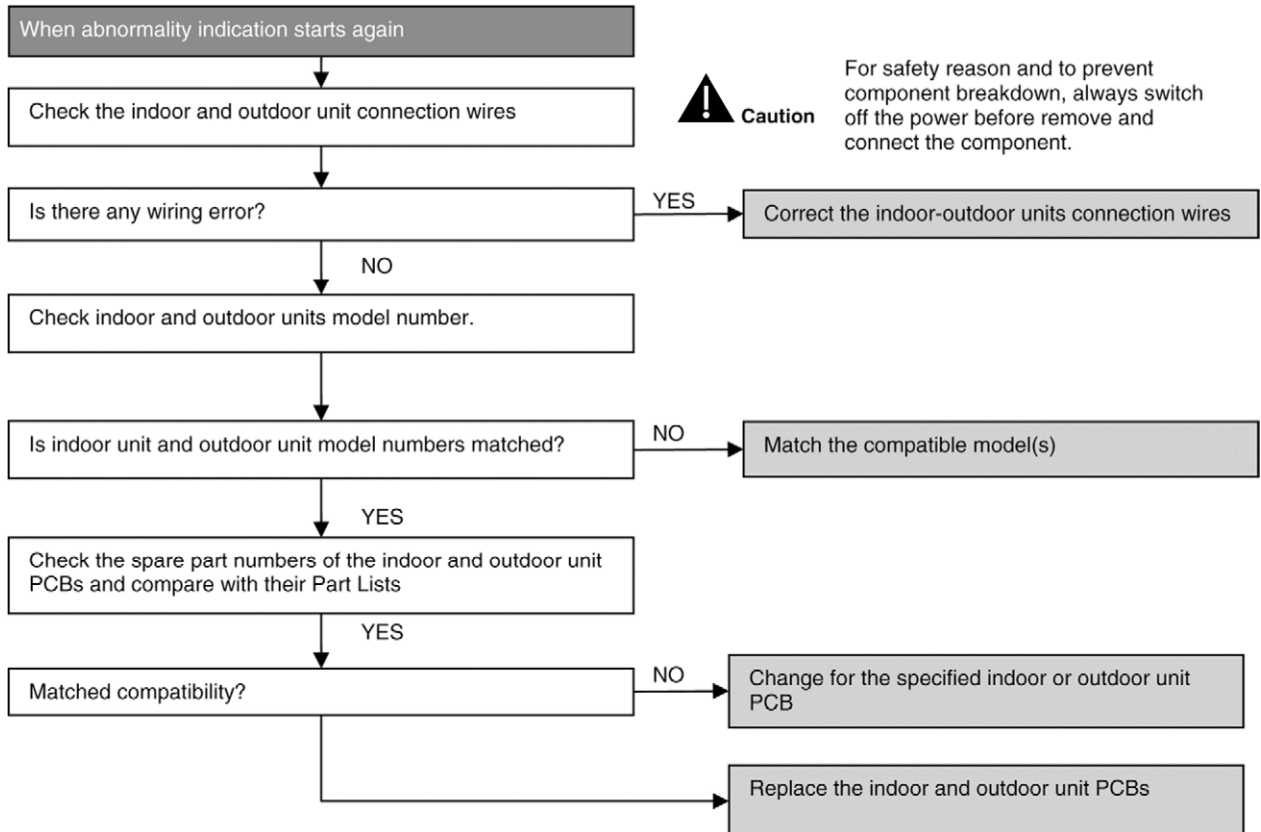 When abnormality indication starts again
Check the indoor and outdoor unit connection wires
Caution
For safety reason and to prevent
component breakdown, always switch
off the power before remove and
connect the component.
Is there any wiring error?
YES
Correct the indoor-outdoor units connection wires
NO
Check indoor and outdoor units model number.
Is indoor unit and outdoor unit model numbers matched?
NO
Match the compatible model(s)
YES
Check the spare part numbers of the indoor and outdoor unit
PCBs and compare with their Part Lists
YES
Matched compatibility?
NO
Change for the specified indoor or outdoor unit
PCB
Replace the indoor and outdoor unit PCBs